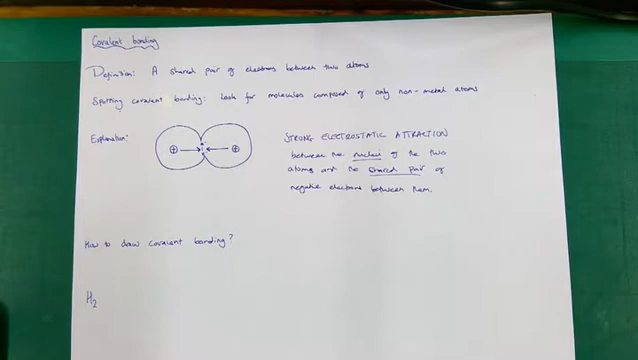 Covalent bonding
Definition: A shared pair of electrons between two atoms
Spotting covalent bonding: Look for molecules composed of only non-metal atoms
Explanation:
⊕ ⊕
STRONG ELECTROSTATIC ATTRACTION
between the nuclei of the two
atoms and the shared pair of
negative electrons between them.
How to draw covalent bonding?
H₂